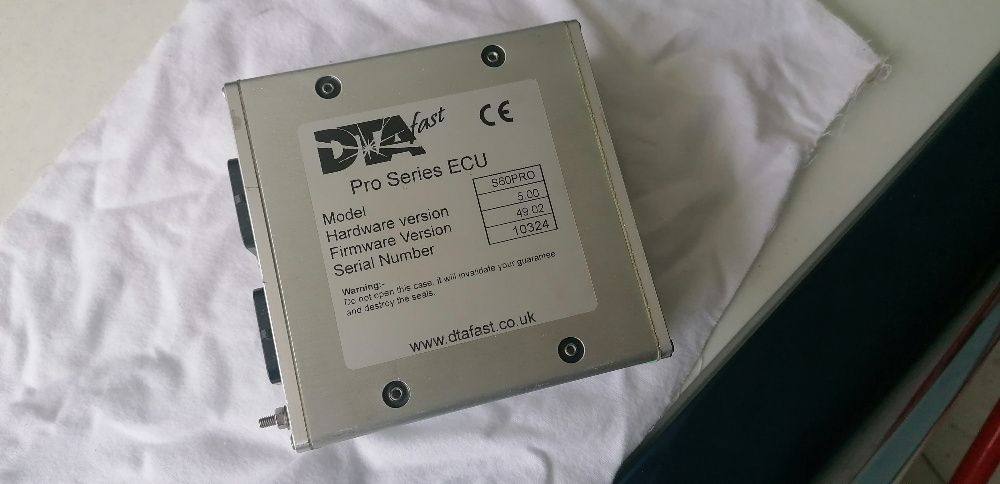 DTAfast
CE
Pro Series ECU
Model S60PRO
Hardware version 5.00
Firmware Version 49.02
Serial Number 10324
Warning:-
Do not open this case, it will invalidate your guarantee
and destroy the seals.
www.dtafast.co.uk